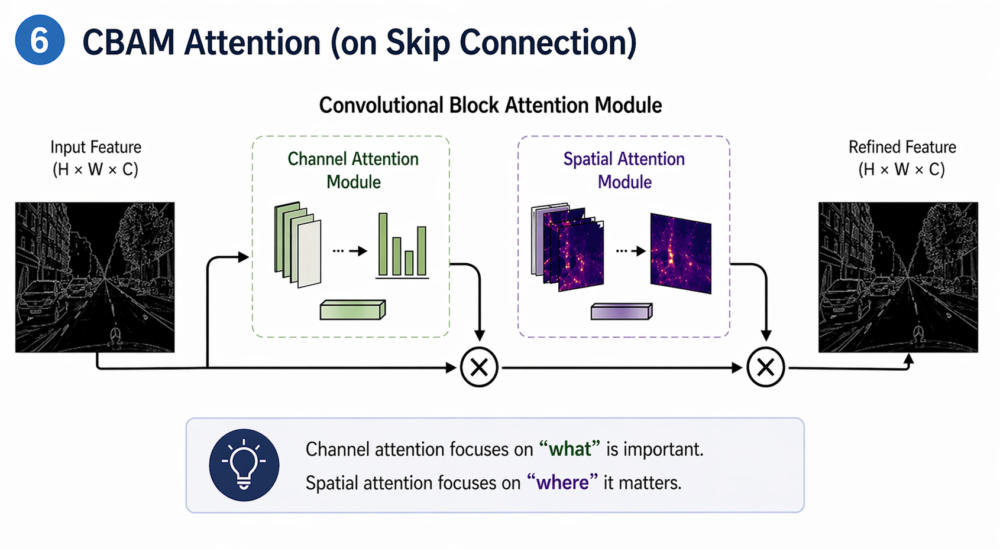 6
CBAM Attention (on Skip Connection)
Convolutional Block Attention Module
Input Feature
(H × W × C)
Channel Attention
Module
Spatial Attention
Module
Refined Feature
(H × W × C)
Channel attention focuses on “what” is important.
Spatial attention focuses on “where” it matters.